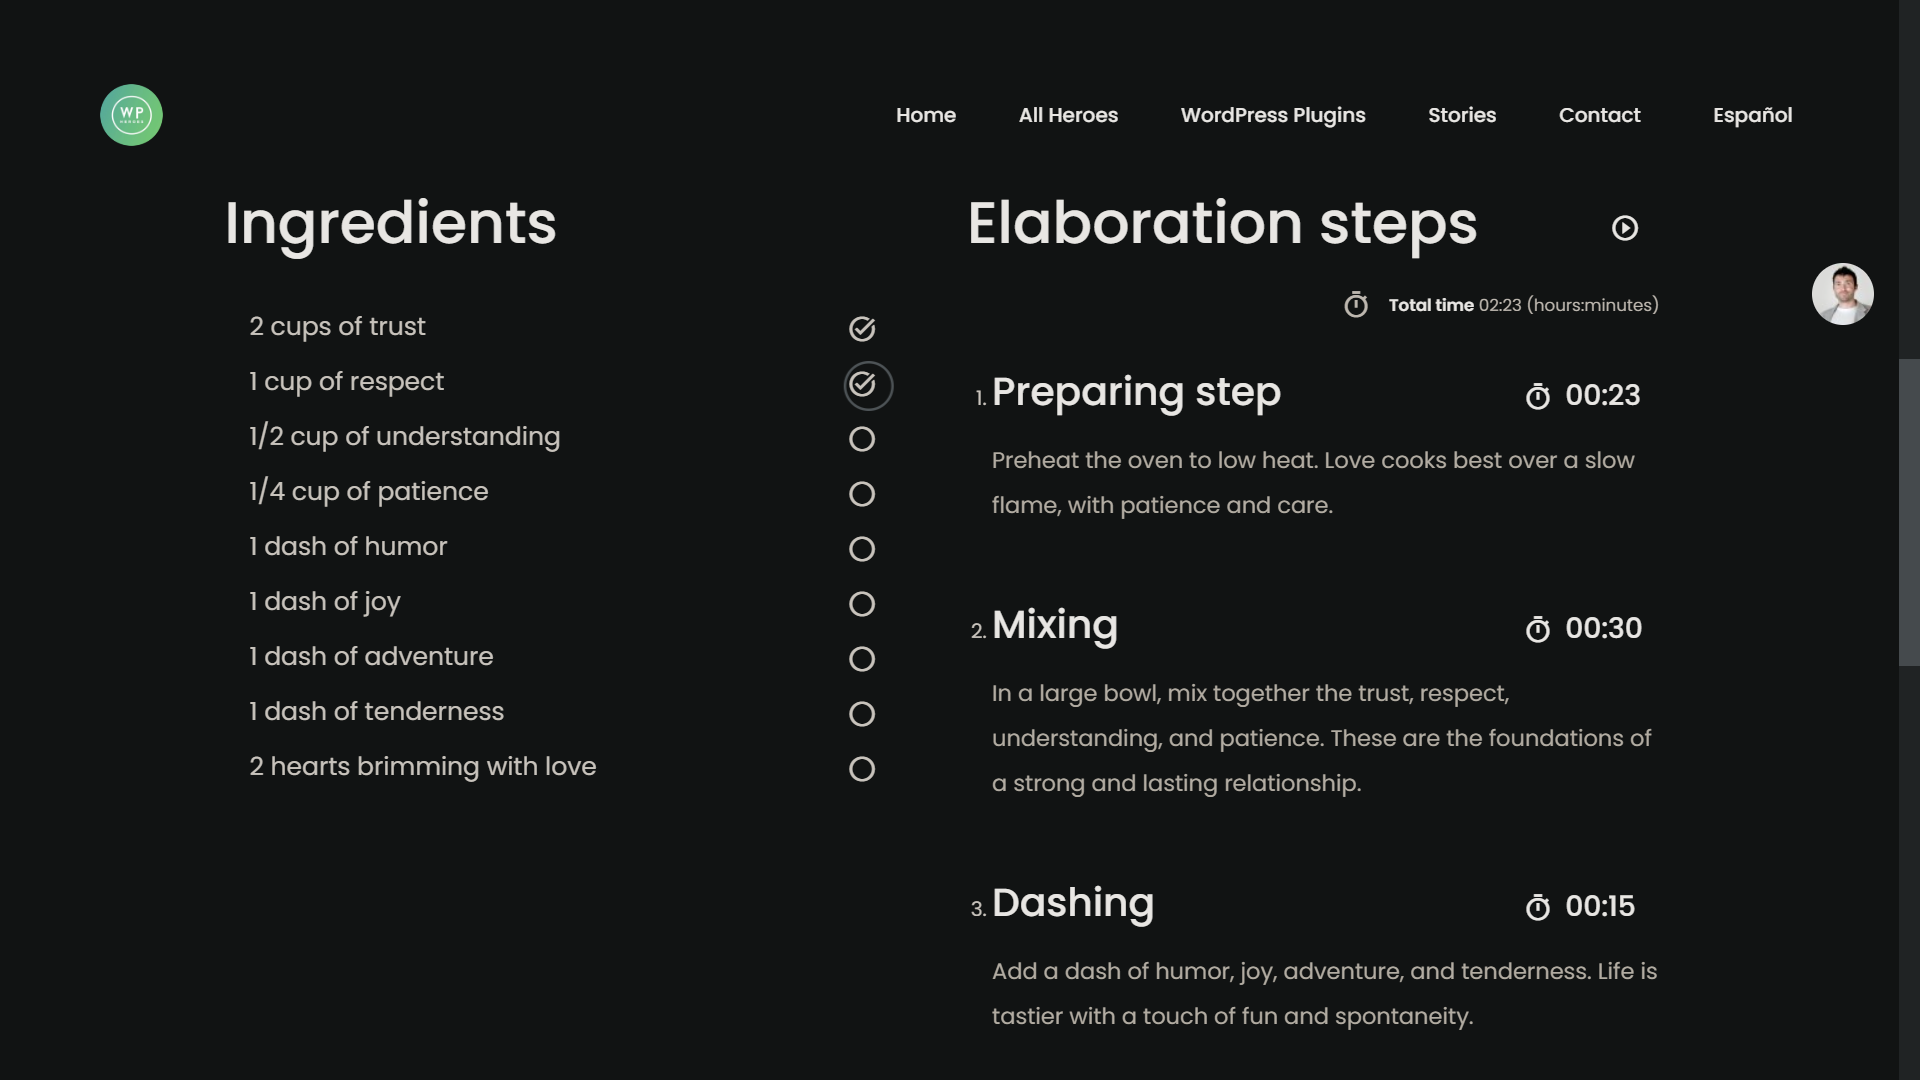 WP
Home
All Heroes
WordPress Plugins
Stories
Contact
Español
Ingredients
2 cups of trust
1 cup of respect
1/2 cup of understanding
1/4 cup of patience
1 dash of humor
1 dash of joy
1 dash of adventure
1 dash of tenderness
2 hearts brimming with love
Elaboration steps
Total time 02:23 (hours:minutes)
1. Preparing step 00:23
Preheat the oven to low heat. Love cooks best over a slow
flame, with patience and care.
2. Mixing 00:30
In a large bowl, mix together the trust, respect,
understanding, and patience. These are the foundations of
a strong and lasting relationship.
3. Dashing 00:15
Add a dash of humor, joy, adventure, and tenderness. Life is
tastier with a touch of fun and spontaneity.